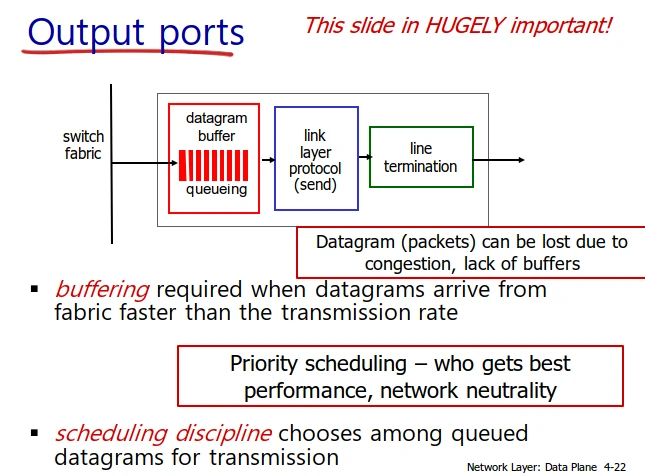 Output ports
This slide in HUGELY important!
switch
fabric
datagram
buffer
queueing
link
layer
protocol
(send)
line
termination
Datagram (packets) can be lost due to
congestion, lack of buffers
▪ buffering required when datagrams arrive from
fabric faster than the transmission rate
Priority scheduling – who gets best
performance, network neutrality
▪ scheduling discipline chooses among queued
datagrams for transmission
Network Layer: Data Plane 4-22